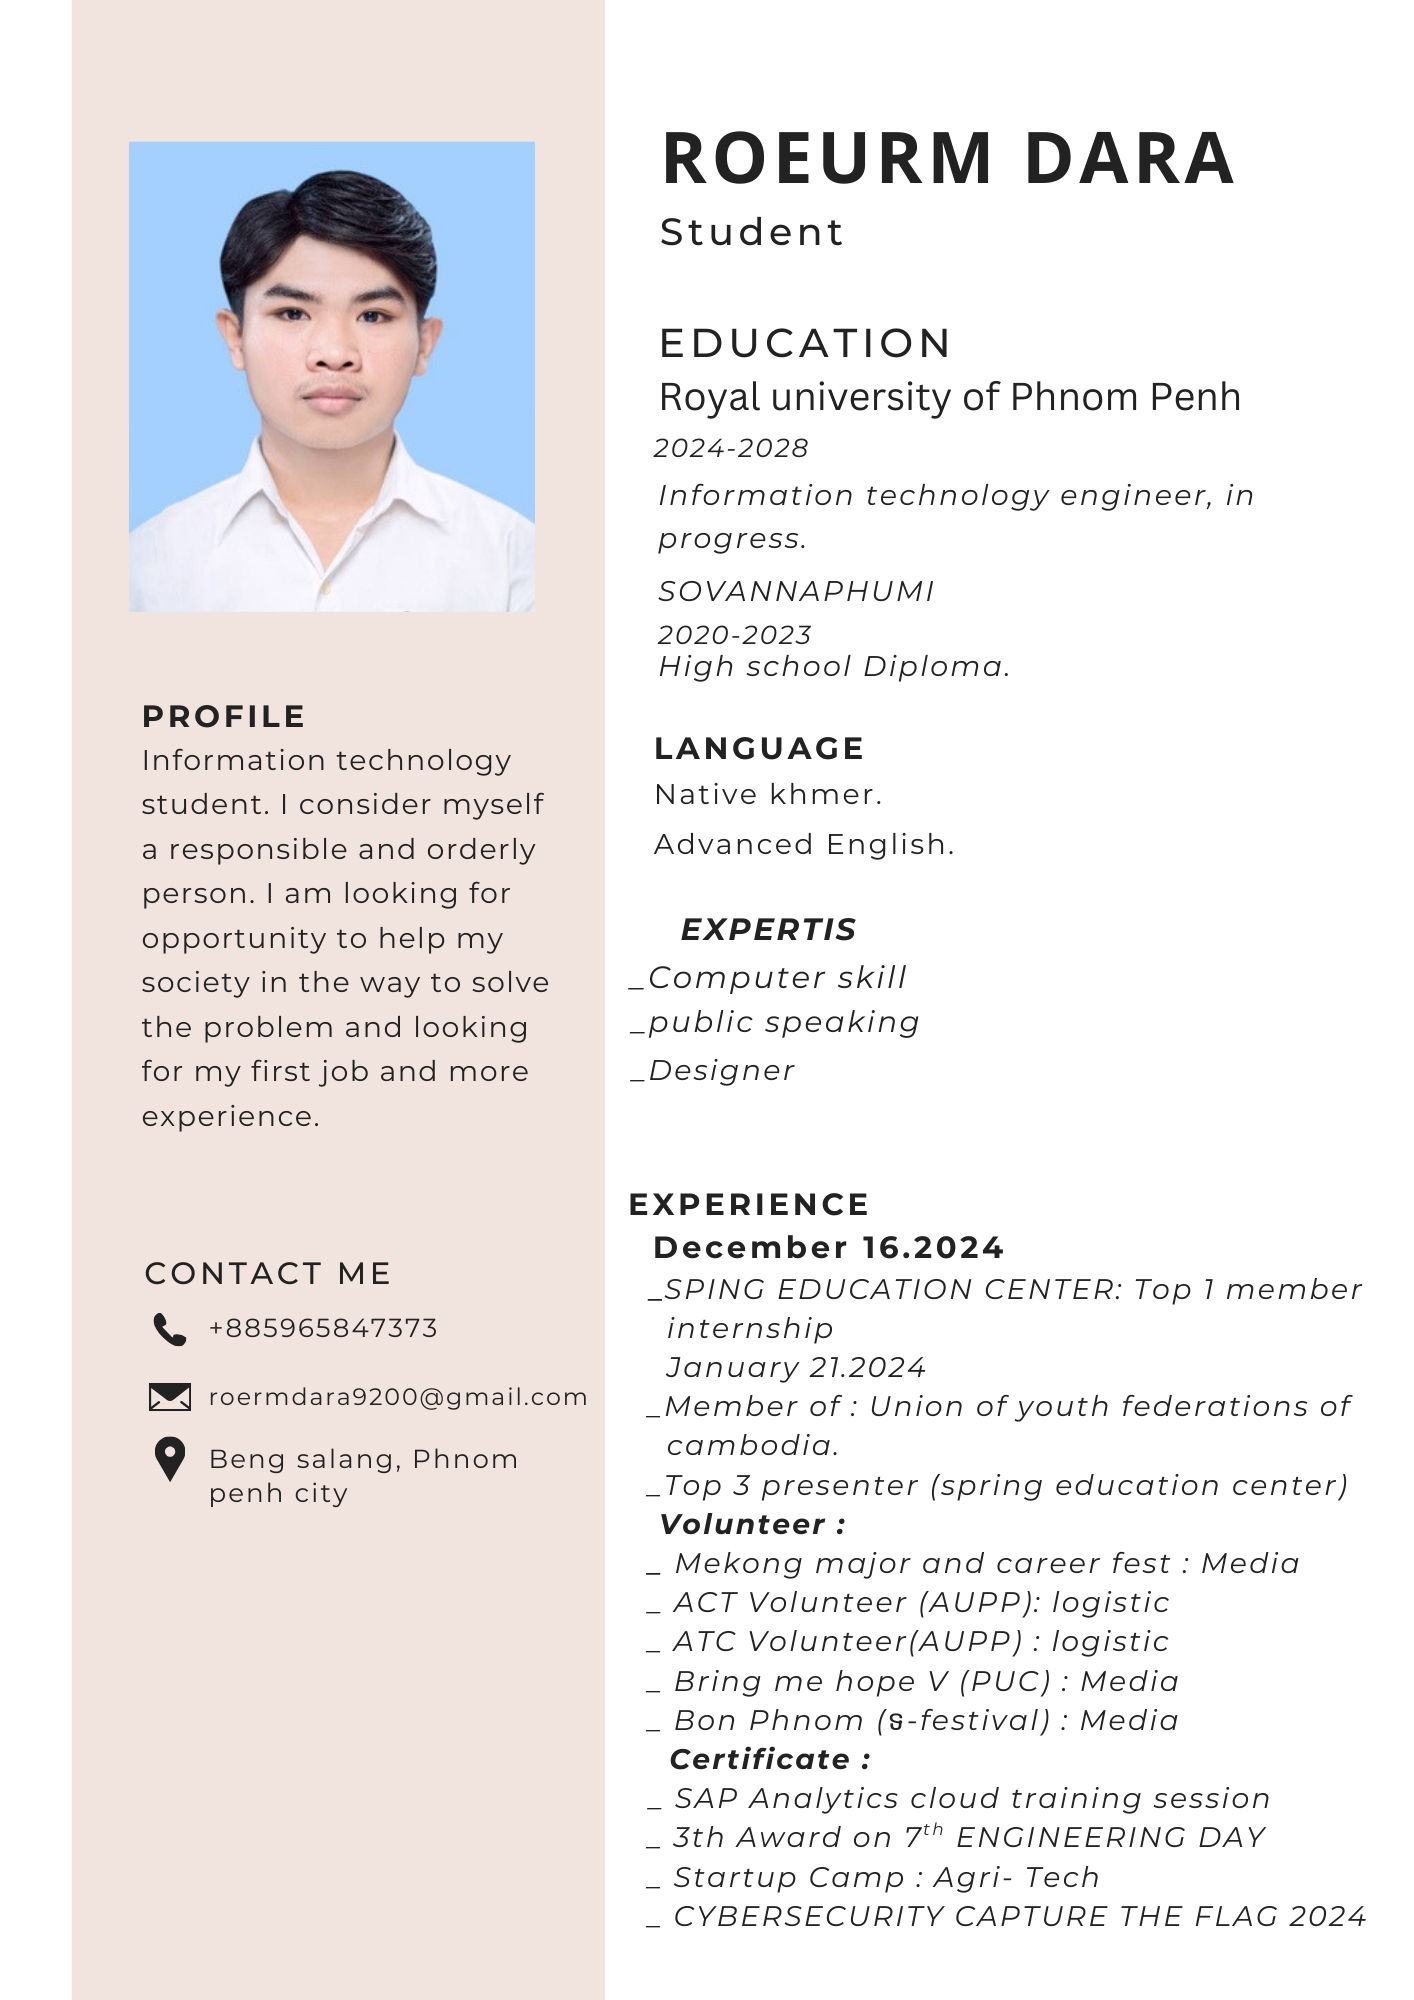 ROEURM DARA
Student
EDUCATION
Royal university of Phnom Penh
2024-2028
Information technology engineer, in
progress.
SOVANNAPHUMI
2020-2023
High school Diploma.
LANGUAGE
Native khmer.
Advanced English.
EXPERTIS
_Computer skill
_public speaking
_Designer
EXPERIENCE
December 16.2024
_SPING EDUCATION CENTER: Top 1 member
internship
January 21.2024
_Member of : Union of youth federations of
cambodia.
_Top 3 presenter (spring education center)
Volunteer :
_ Mekong major and career fest : Media
_ ACT Volunteer (AUPP): logistic
_ ATC Volunteer(AUPP) : logistic
_ Bring me hope V (PUC) : Media
_ Bon Phnom (ន-festival) : Media
Certificate :
_ SAP Analytics cloud training session
_ 3th Award on 7th ENGINEERING DAY
_ Startup Camp : Agri- Tech
_ CYBERSECURITY CAPTURE THE FLAG 2024
PROFILE
Information technology
student. I consider myself
a responsible and orderly
person. I am looking for
opportunity to help my
society in the way to solve
the problem and looking
for my first job and more
experience.
CONTACT ME
+885965847373
roermdara9200@gmail.com
Beng salang, Phnom
penh city